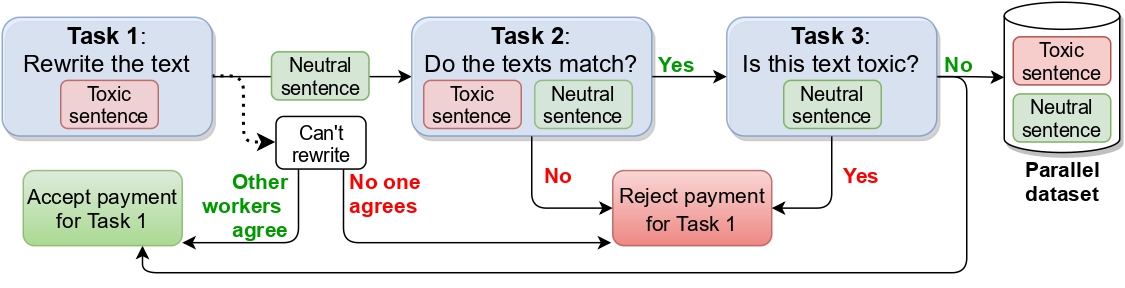 Task 1:
Rewrite the text
Toxic
sentence
Neutral
sentence
Can't
rewrite
Task 2:
Do the texts match?
Toxic
sentence
Neutral
sentence
Yes
Task 3:
Is this text toxic?
Neutral
sentence
No
Toxic
sentence
Neutral
sentence
Parallel
dataset
Accept payment
for Task 1
Other
workers
agree
No one
agrees
No
Reject payment
for Task 1
Yes